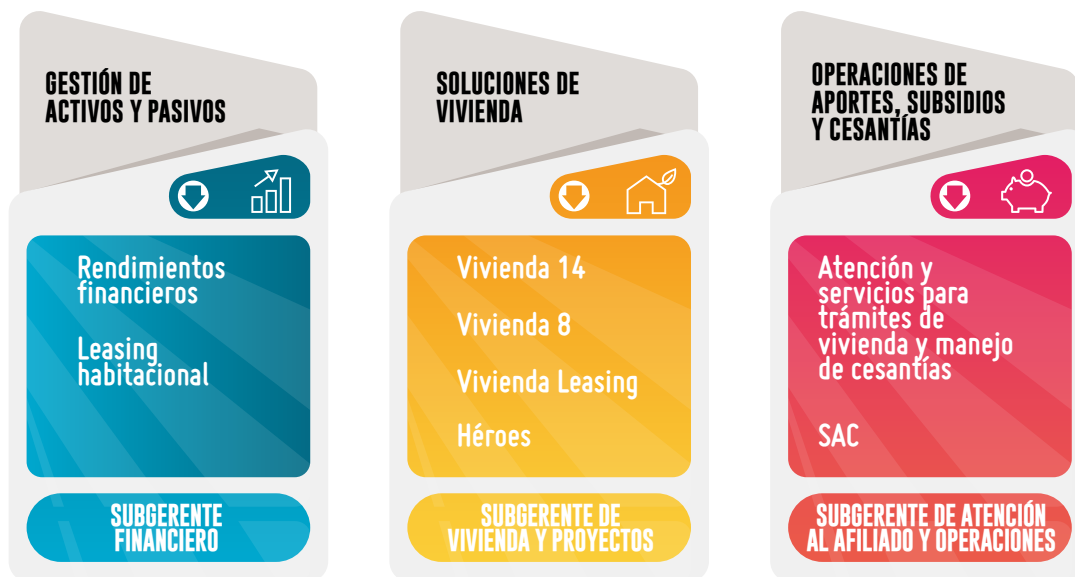 GESTIÓN DE
ACTIVOS Y PASIVOS
Rendimientos
financieros
Leasing
habitacional
SUBGERENTE
FINANCIERO
SOLUCIONES DE
VIVIENDA
Vivienda 14
Vivienda 8
Vivienda Leasing
Héroes
SUBGERENTE DE
VIVIENDA Y PROYECTOS
OPERACIONES DE
APORTES, SUBSIDIOS
Y CESANTÍAS
Atención y
servicios para
trámites de
vivienda y manejo
de cesantías
SAC
SUBGERENTE DE ATENCIÓN
AL AFILIADO Y OPERACIONES